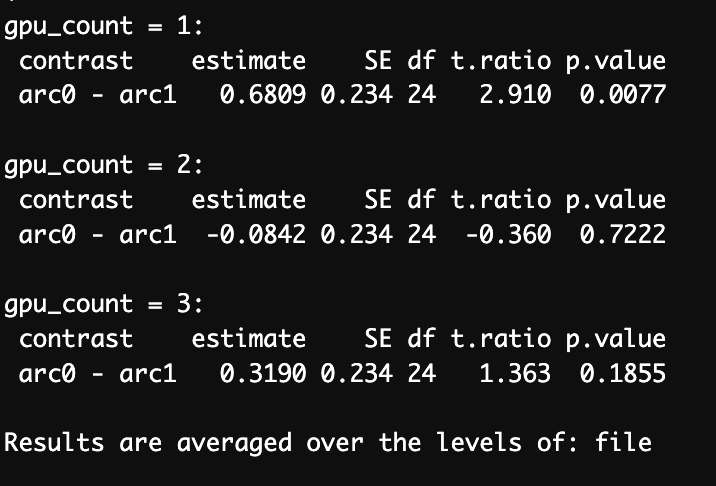 gpu_count = 1:
 contrast    estimate    SE df t.ratio p.value
 arc0 - arc1   0.6809 0.234 24   2.910  0.0077

gpu_count = 2:
 contrast    estimate    SE df t.ratio p.value
 arc0 - arc1  -0.0842 0.234 24  -0.360  0.7222

gpu_count = 3:
 contrast    estimate    SE df t.ratio p.value
 arc0 - arc1   0.3190 0.234 24   1.363  0.1855

Results are averaged over the levels of: file